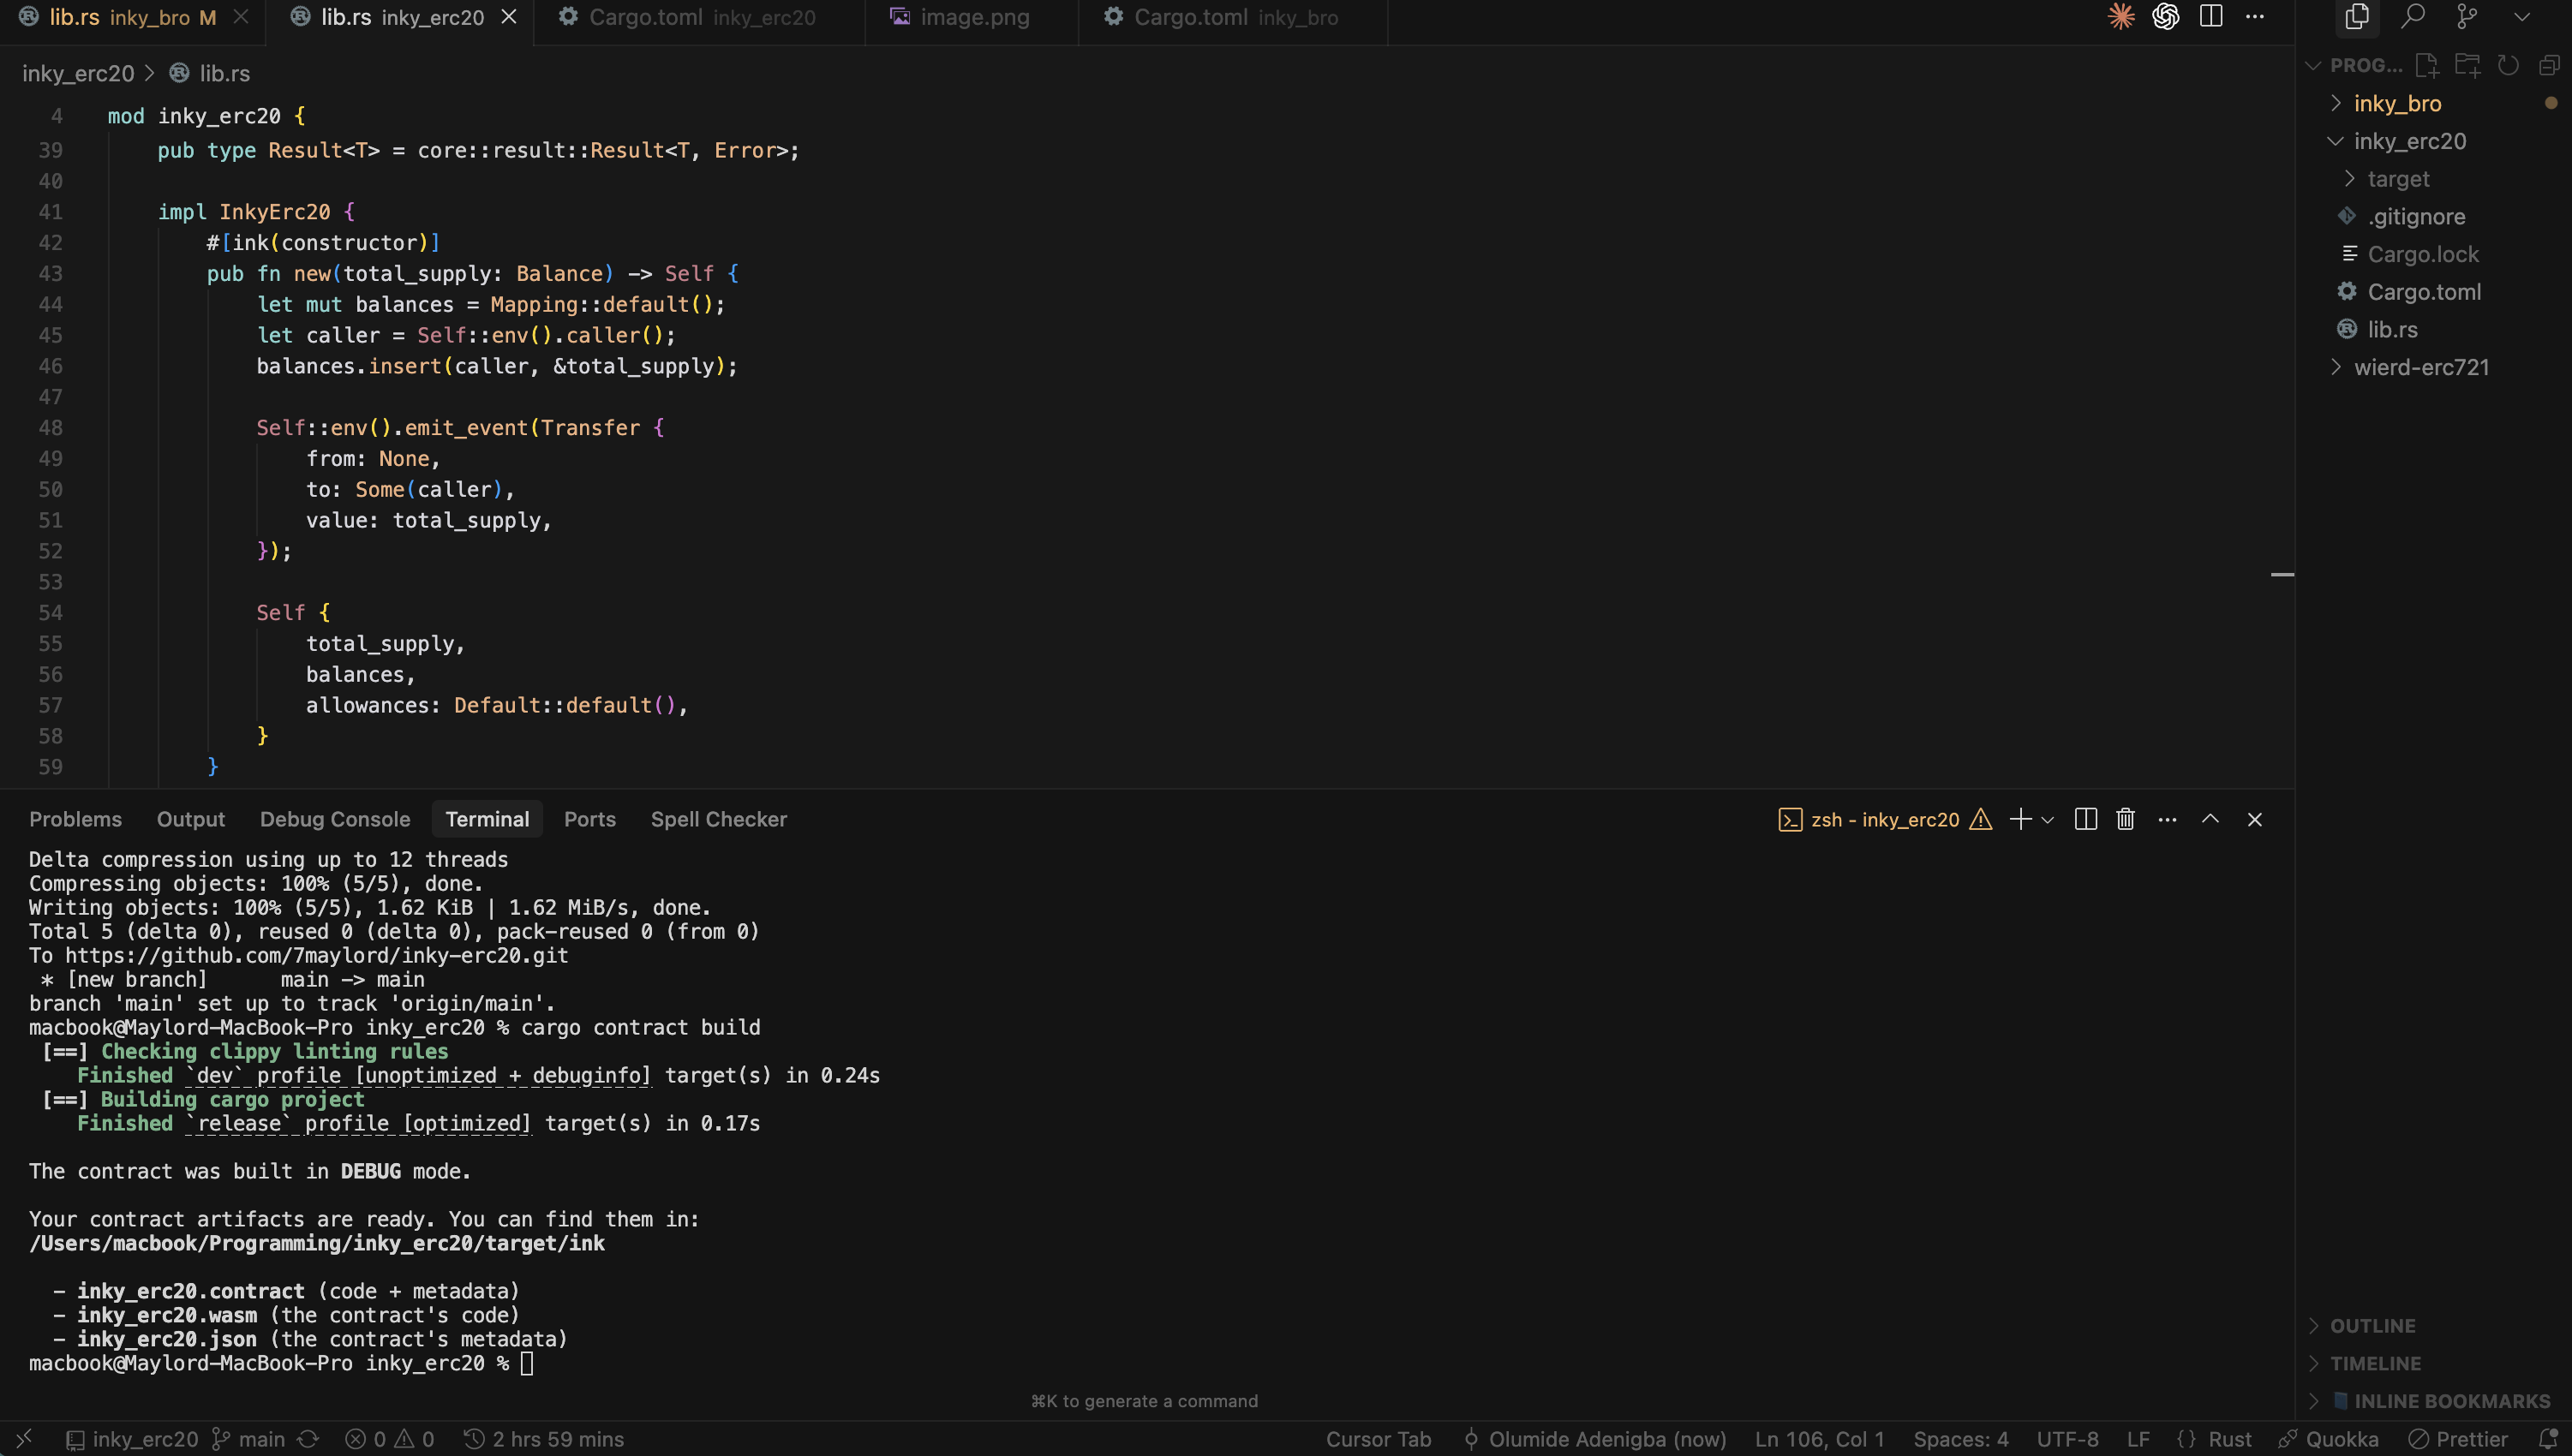 lib.rs inky_bro M
lib.rs inky_erc20
Cargo.toml inky_erc20
image.png
Cargo.toml inky_bro
inky_erc20 > lib.rs
4 mod inky_erc20 {
39 pub type Result<T> = core::result::Result<T, Error>;
40
41 impl InkyErc20 {
42 #[ink(constructor)]
43 pub fn new(total_supply: Balance) -> Self {
44 let mut balances = Mapping::default();
45 let caller = Self::env().caller();
46 balances.insert(caller, &total_supply);
47
48 Self::env().emit_event(Transfer {
49 from: None,
50 to: Some(caller),
51 value: total_supply,
52 });
53
54 Self {
55 total_supply,
56 balances,
57 allowances: Default::default(),
58 }
59 }
PROG...
inky_bro
inky_erc20
target
.gitignore
Cargo.lock
Cargo.toml
lib.rs
wierd-erc721
OUTLINE
TIMELINE
INLINE BOOKMARKS
Problems Output Debug Console Terminal Ports Spell Checker
zsh - inky_erc20
Delta compression using up to 12 threads
Compressing objects: 100% (5/5), done.
Writing objects: 100% (5/5), 1.62 KiB | 1.62 MiB/s, done.
Total 5 (delta 0), reused 0 (delta 0), pack-reused 0 (from 0)
To https://github.com/7maylord/inky-erc20.git
* [new branch] main -> main
branch 'main' set up to track 'origin/main'.
macbook@Maylord-MacBook-Pro inky_erc20 % cargo contract build
[==] Checking clippy linting rules
Finished `dev` profile [unoptimized + debuginfo] target(s) in 0.24s
[==] Building cargo project
Finished `release` profile [optimized] target(s) in 0.17s
The contract was built in DEBUG mode.
Your contract artifacts are ready. You can find them in:
/Users/macbook/Programming/inky_erc20/target/ink
- inky_erc20.contract (code + metadata)
- inky_erc20.wasm (the contract's code)
- inky_erc20.json (the contract's metadata)
macbook@Maylord-MacBook-Pro inky_erc20 %
⌘K to generate a command
inky_erc20 main 0 0 2 hrs 59 mins
Cursor Tab Olumide Adenigba (now) Ln 106, Col 1 Spaces: 4 UTF-8 LF {} Rust Quokka Prettier